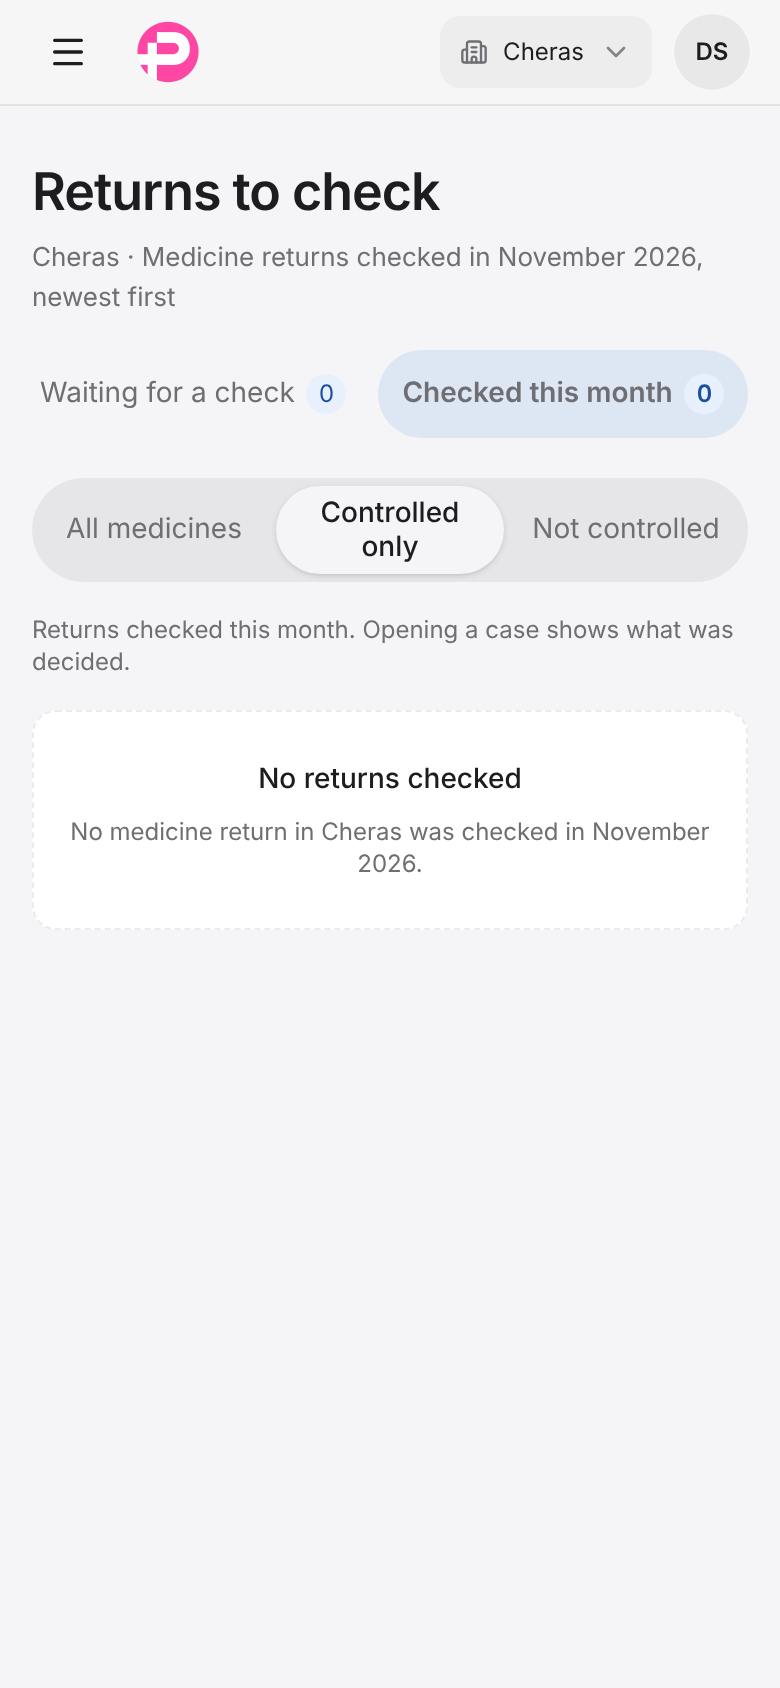 Cheras
DS
Returns to check
Cheras · Medicine returns checked in November 2026,
newest first
Waiting for a check 0
Checked this month 0
All medicines
Controlled
only
Not controlled
Returns checked this month. Opening a case shows what was
decided.
No returns checked
No medicine return in Cheras was checked in November
2026.